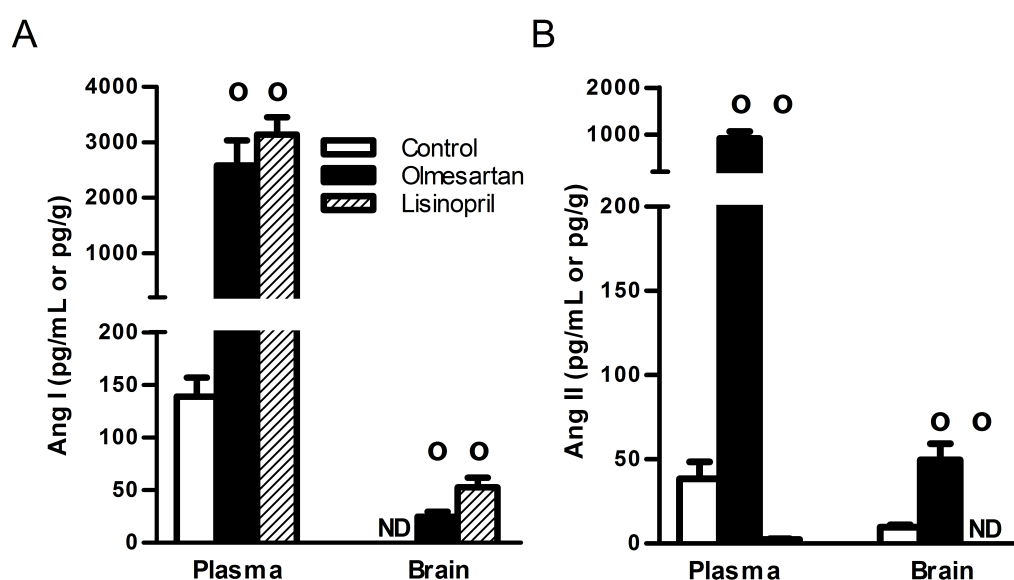 A
Ang I (pg/mL or pg/g)
4000
3000
2000
1000
200
150
100
50
0
O O
Control
Olmesartan
Lisinopril
O O
ND
Plasma
Brain
B
Ang II (pg/mL or pg/g)
2000
1000
200
150
100
50
0
O O
O O
ND
Plasma
Brain